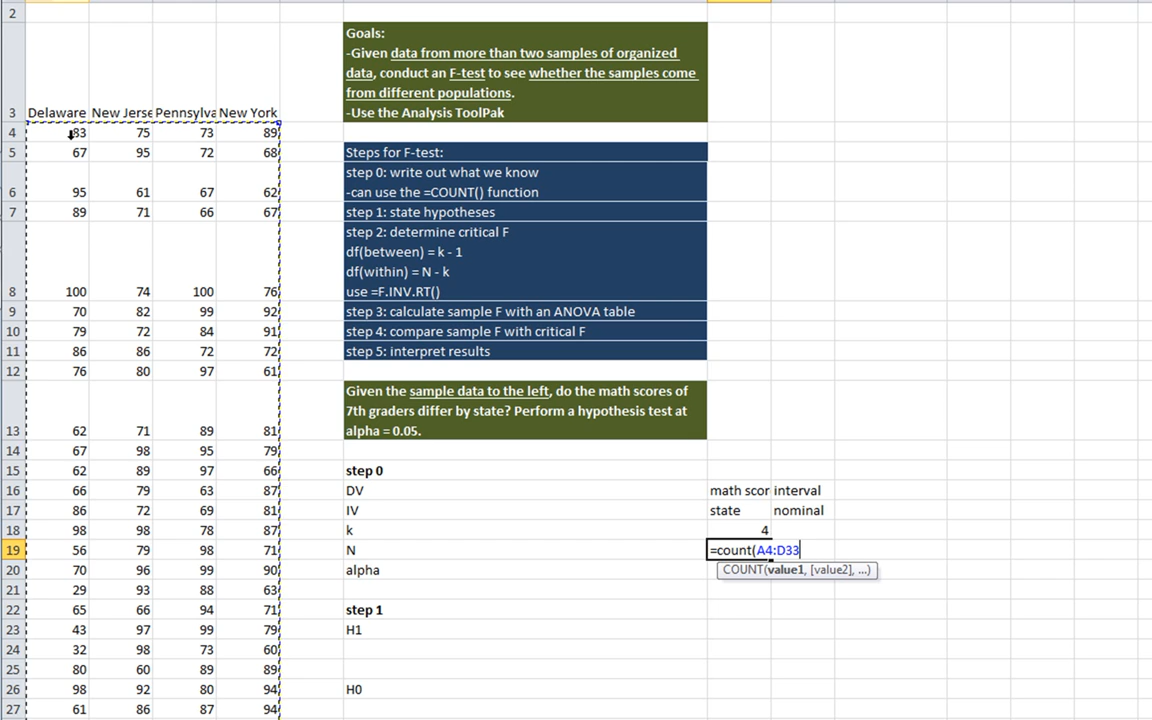 2
Goals:
-Given data from more than two samples of organized
data, conduct an F-test to see whether the samples come
from different populations.
-Use the Analysis ToolPak
3 Delaware New Jerse Pennsylva New York
4 83 75 73 89
5 67 95 72 68 Steps for F-test:
step 0: write out what we know
6 95 61 67 62 -can use the =COUNT() function
7 89 71 66 67 step 1: state hypotheses
step 2: determine critical F
df(between) = k - 1
df(within) = N - k
8 100 74 100 76 use =F.INV.RT()
9 70 82 99 92 step 3: calculate sample F with an ANOVA table
10 79 72 84 91 step 4: compare sample F with critical F
11 86 86 72 72 step 5: interpret results
12 76 80 97 61
Given the sample data to the left, do the math scores of
7th graders differ by state? Perform a hypothesis test at
13 62 71 89 81 alpha = 0.05.
14 67 98 95 79
15 62 89 97 66 step 0
16 66 79 63 87 DV math scor interval
17 86 72 69 81 IV state nominal
18 98 98 78 87 k 4
19 56 79 98 71 N =count(A4:D33
20 70 96 99 90 alpha COUNT(value1, [value2], ...)
21 29 93 88 63
22 65 66 94 71 step 1
23 43 97 99 79 H1
24 32 98 73 60
25 80 60 89 89
26 98 92 80 94 H0
27 61 86 87 94